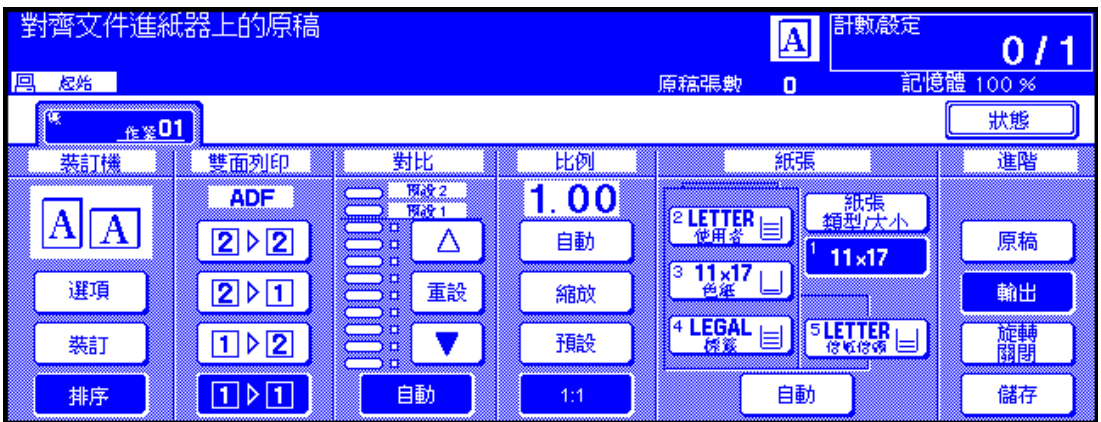 對齊文件進紙器上的原稿
A
計數/設定
0 / 1
起始
原稿張數 0 記憶體 100 %
作業01
狀態
裝訂機
雙面列印
對比
比例
紙張
進階
A A
選項
裝訂
排序
ADF
2 ▷ 2
2 ▷ 1
1 ▷ 2
1 ▷ 1
預設 2
預設 1
△
重設
▼
自動
1.00
自動
縮放
預設
1:1
2 LETTER
使用者
3 11x17
色紙
4 LEGAL
標籤
紙張
類型/大小
1 11x17
5 LETTER
自動
原稿
輸出
旋轉
關閉
儲存